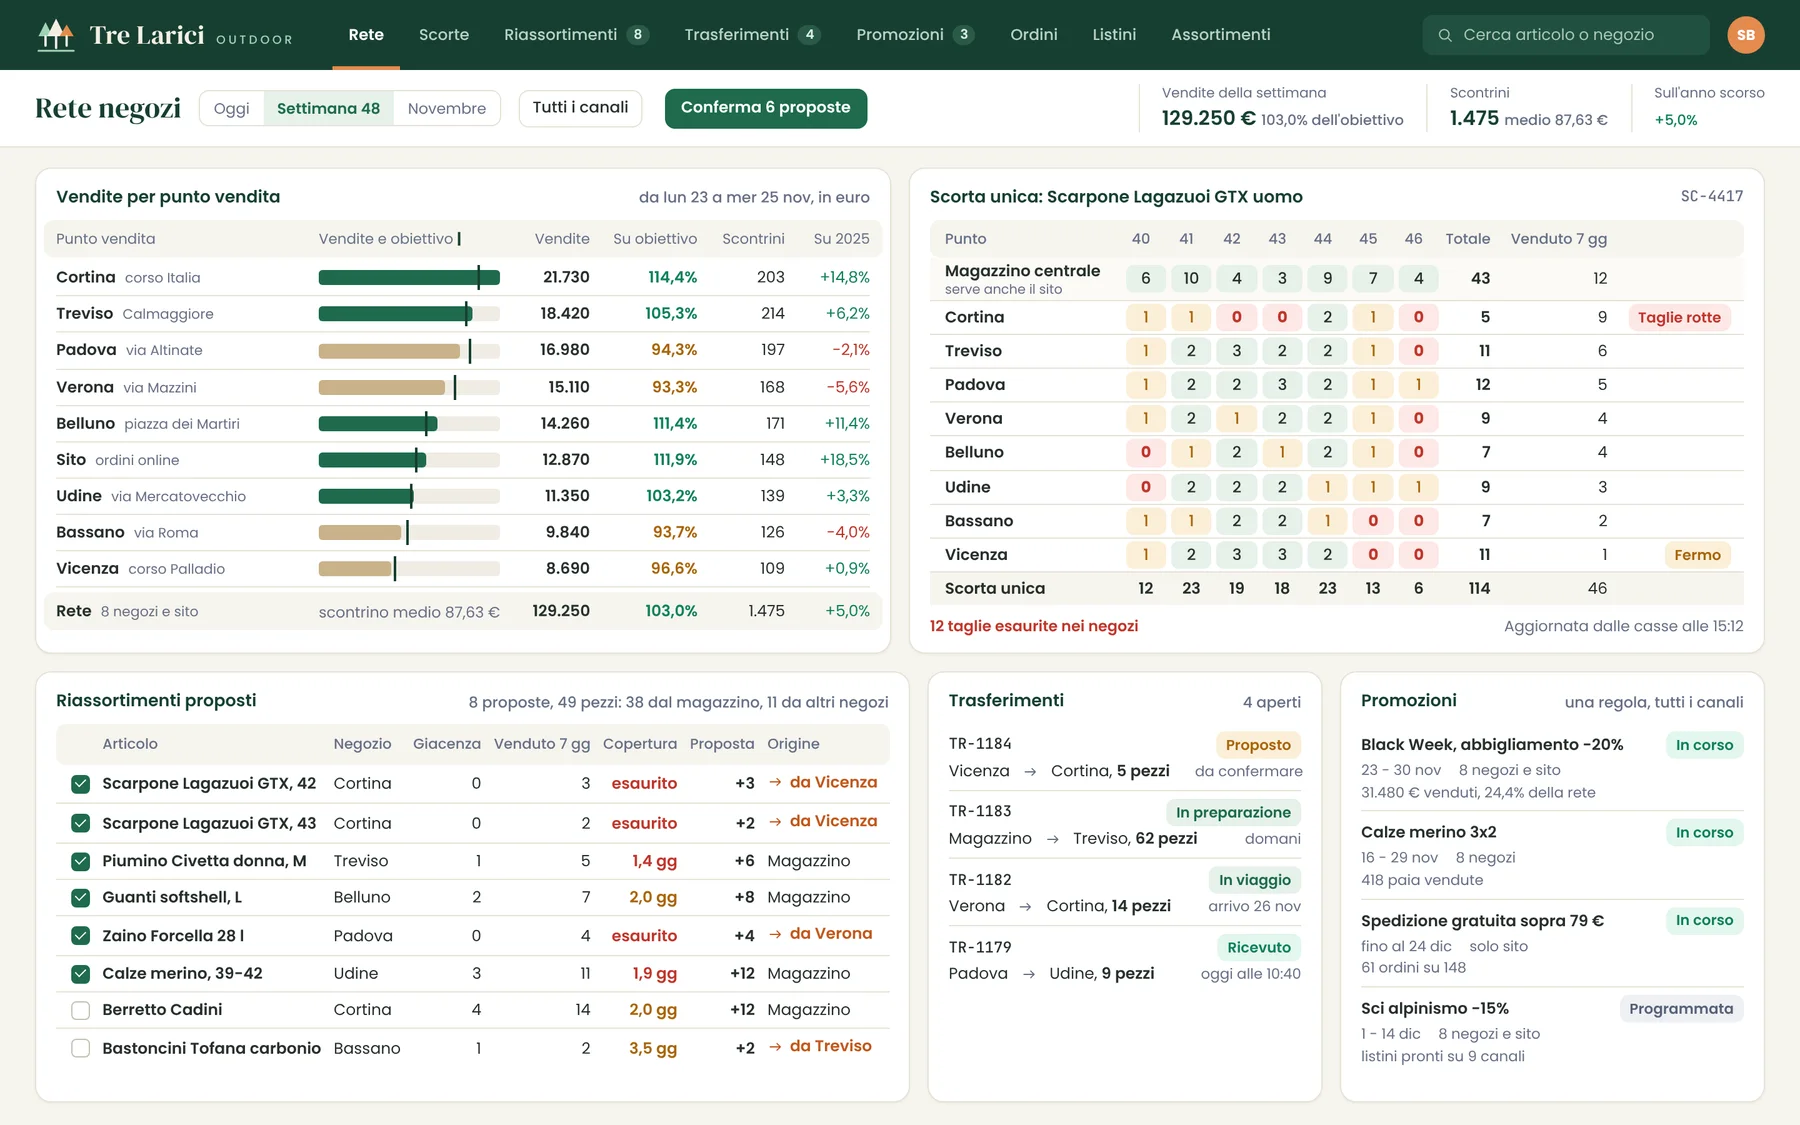 Tre Larici OUTDOOR
Rete
Scorte
Riassortimenti 8
Trasferimenti 4
Promozioni 3
Ordini
Listini
Assortimenti
Cerca articolo o negozio
SB
Rete negozi
Oggi
Settimana 48
Novembre
Tutti i canali
Conferma 6 proposte
Vendite della settimana
129.250 € 103,0% dell'obiettivo
Scontrini
1.475 medio 87,63 €
Sull'anno scorso
+5,0%
Vendite per punto vendita
da lun 23 a mer 25 nov, in euro
Punto vendita Vendite e obiettivo Vendite Su obiettivo Scontrini Su 2025
Cortina corso Italia 21.730 114,4% 203 +14,8%
Treviso Calmaggiore 18.420 105,3% 214 +6,2%
Padova via Altinate 16.980 94,3% 197 −2,1%
Verona via Mazzini 15.110 93,3% 168 −5,6%
Belluno piazza dei Martiri 14.260 111,4% 171 +11,4%
Sito ordini online 12.870 111,9% 148 +18,5%
Udine via Mercatovecchio 11.350 103,2% 139 +3,3%
Bassano via Roma 9.840 93,7% 126 −4,0%
Vicenza corso Palladio 8.690 96,6% 109 +0,9%
Rete 8 negozi e sito scontrino medio 87,63 € 129.250 103,0% 1.475 +5,0%
Scorta unica: Scarpone Lagazuoi GTX uomo
SC-4417
Punto 40 41 42 43 44 45 46 Totale Venduto 7 gg
Magazzino centrale 6 10 4 3 9 7 4 43 12
serve anche il sito
Cortina 1 1 0 0 2 1 0 5 9 Taglie rotte
Treviso 1 2 3 2 2 1 0 11 6
Padova 1 2 2 3 2 1 1 12 5
Verona 1 2 1 2 2 1 0 9 4
Belluno 0 1 2 1 2 1 0 7 4
Udine 0 2 2 2 1 1 1 9 3
Bassano 1 1 2 2 1 0 0 7 2
Vicenza 1 2 3 3 2 0 0 11 1 Fermo
Scorta unica 12 23 19 18 23 13 6 114 46
12 taglie esaurite nei negozi
Aggiornata dalle casse alle 15:12
Riassortimenti proposti
8 proposte, 49 pezzi: 38 dal magazzino, 11 da altri negozi
Articolo Negozio Giacenza Venduto 7 gg Copertura Proposta Origine
Scarpone Lagazuoi GTX, 42 Cortina 0 3 esaurito +3 → da Vicenza
Scarpone Lagazuoi GTX, 43 Cortina 0 2 esaurito +2 → da Vicenza
Piumino Civetta donna, M Treviso 1 5 1,4 gg +6 Magazzino
Guanti softshell, L Belluno 2 7 2,0 gg +8 Magazzino
Zaino Forcella 28 l Padova 0 4 esaurito +4 → da Verona
Calze merino, 39-42 Udine 3 11 1,9 gg +12 Magazzino
Berretto Cadini Cortina 4 14 2,0 gg +12 Magazzino
Bastoncini Tofana carbonio Bassano 1 2 3,5 gg +2 → da Treviso
Trasferimenti
4 aperti
TR-1184 Proposto
Vicenza → Cortina, 5 pezzi da confermare
TR-1183 In preparazione
Magazzino → Treviso, 62 pezzi domani
TR-1182 In viaggio
Verona → Cortina, 14 pezzi arrivo 26 nov
TR-1179 Ricevuto
Padova → Udine, 9 pezzi oggi alle 10:40
Promozioni
una regola, tutti i canali
Black Week, abbigliamento −20% In corso
23 - 30 nov 8 negozi e sito
31.480 € venduti, 24,4% della rete
Calze merino 3x2 In corso
16 - 29 nov 8 negozi
418 paia vendute
Spedizione gratuita sopra 79 € In corso
fino al 24 dic solo sito
61 ordini su 148
Sci alpinismo −15% Programmata
1 - 14 dic 8 negozi e sito
listini pronti su 9 canali